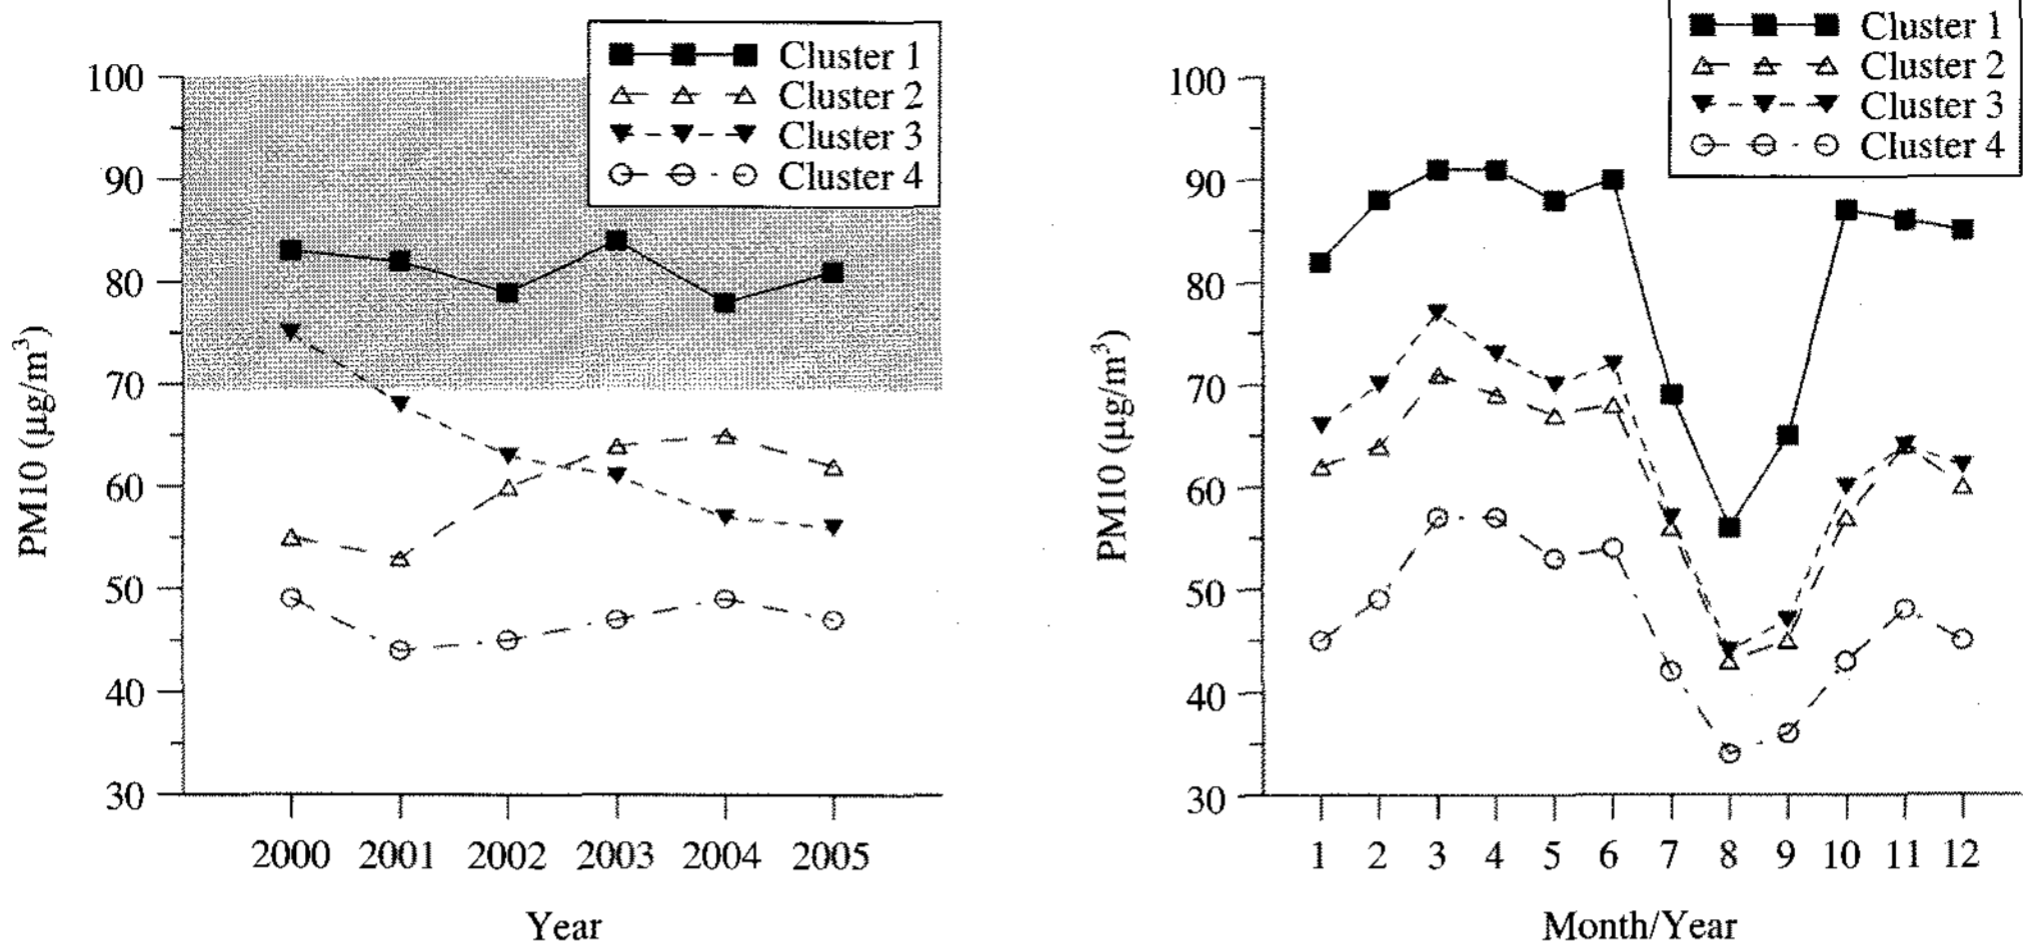 Cluster 1
Cluster 2
Cluster 3
Cluster 4
100
90
80
70
60
50
40
30
PM10 (µg/m³)
2000 2001 2002 2003 2004 2005
Year
Cluster 1
Cluster 2
Cluster 3
Cluster 4
100
90
80
70
60
50
40
30
PM10 (µg/m³)
1 2 3 4 5 6 7 8 9 10 11 12
Month/Year